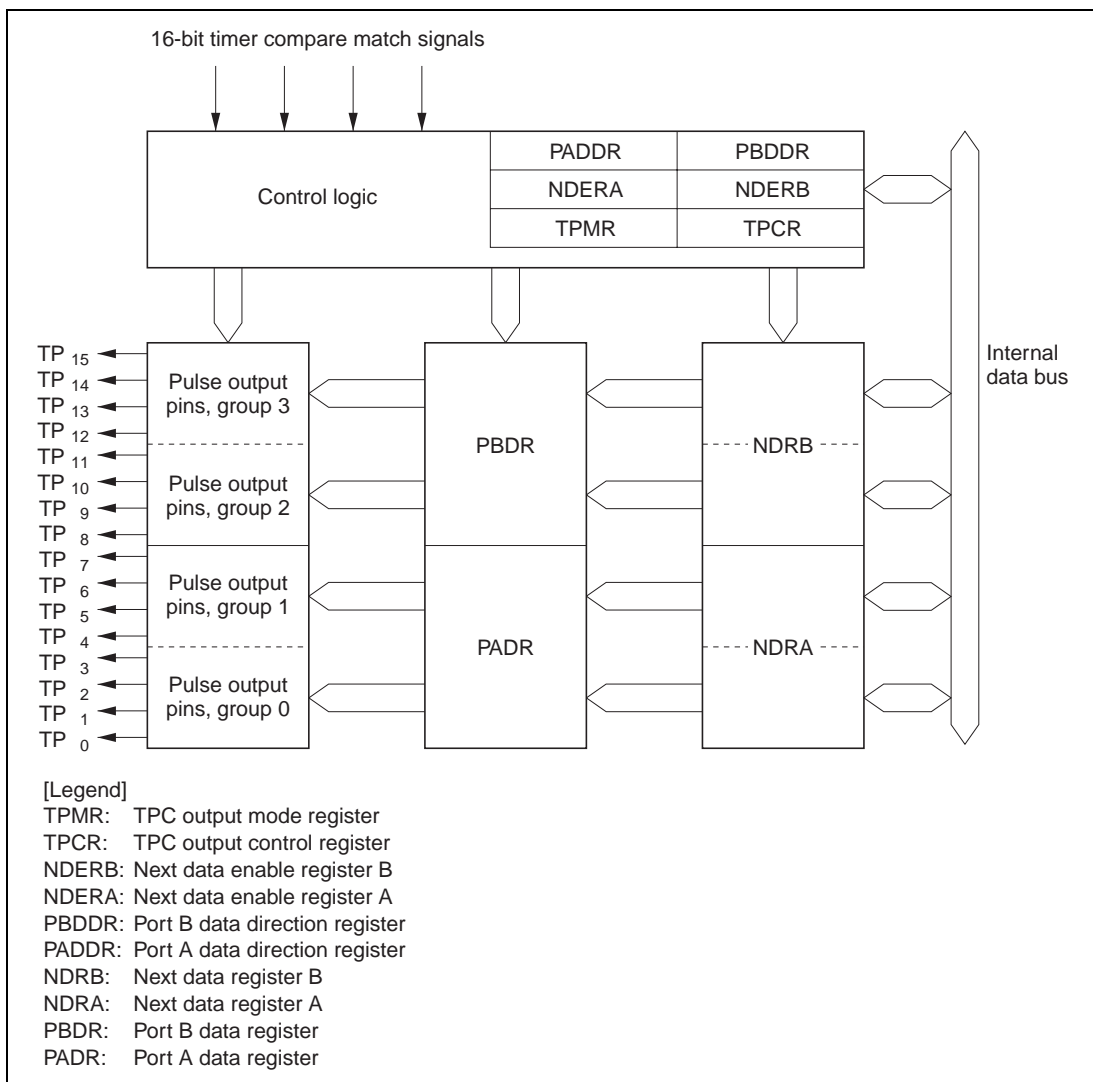 16-bit timer compare match signals
Control logic
PADDR
PBDDR
NDERA
NDERB
TPMR
TPCR
Internal
data bus
TP 15
TP 14
TP 13
TP 12
TP 11
TP 10
TP 9
TP 8
TP 7
TP 6
TP 5
TP 4
TP 3
TP 2
TP 1
TP 0
Pulse output
pins, group 3
Pulse output
pins, group 2
Pulse output
pins, group 1
Pulse output
pins, group 0
PBDR
PADR
NDRB
NDRA
[Legend]
TPMR: TPC output mode register
TPCR: TPC output control register
NDERB: Next data enable register B
NDERA: Next data enable register A
PBDDR: Port B data direction register
PADDR: Port A data direction register
NDRB: Next data register B
NDRA: Next data register A
PBDR: Port B data register
PADR: Port A data register